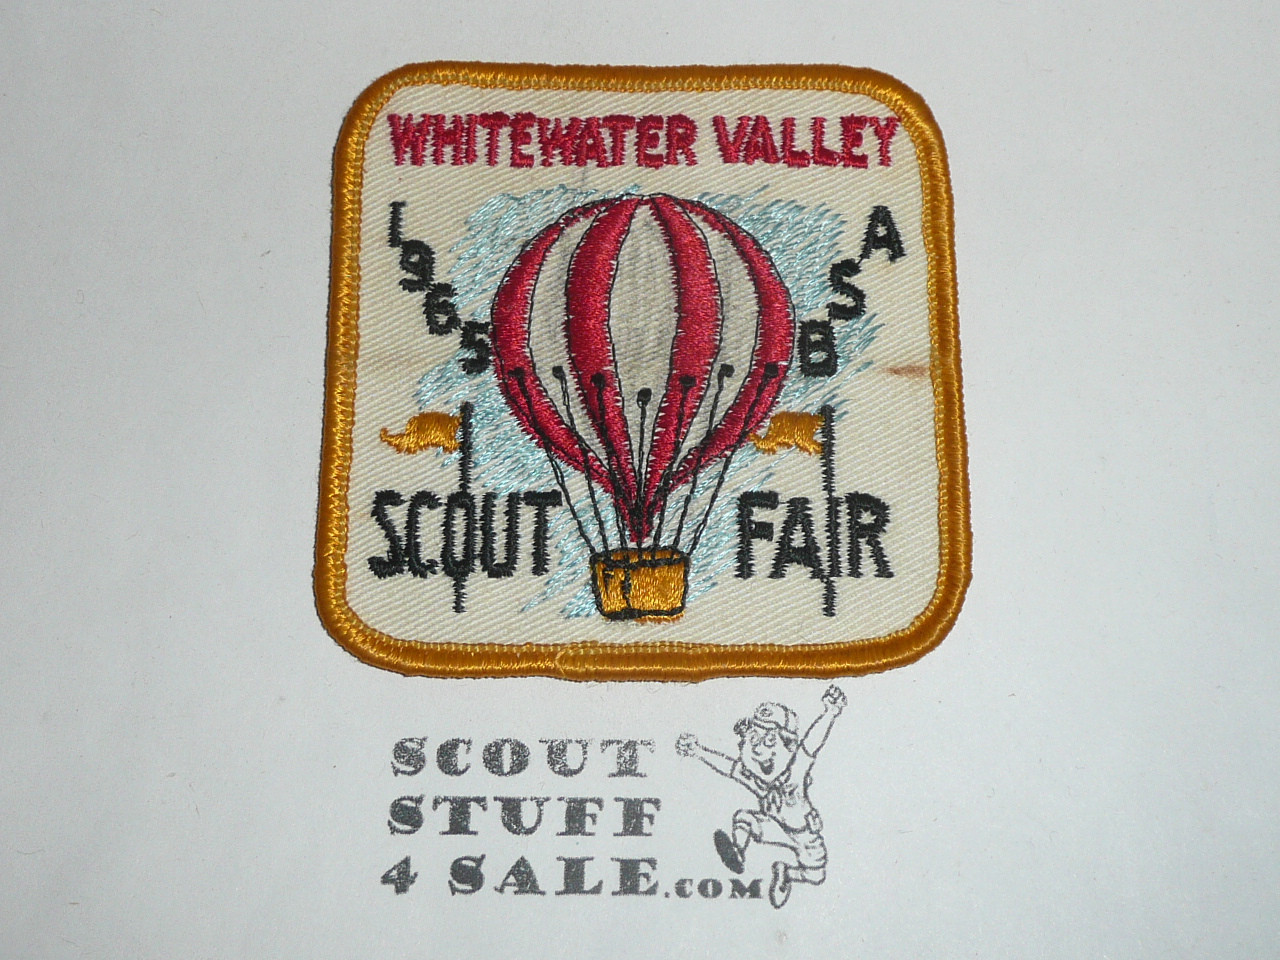 WHITEWATER VALLEY
1965
BSA
SCOUT FAIR
SCOUT
STUFF
4 SALE.COM